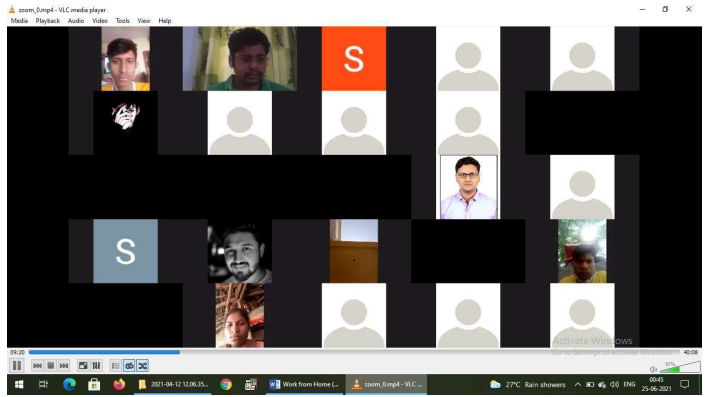 zoom_0.mp4 - VLC media player
Media Playback Audio Video Tools View Help
S
S
Activate Windows
Go to Settings to activate Windows.
09:20
40:08
87%
2021-04-12 12.06.35...
Work from Home (...
zoom_0.mp4 - VLC ...
27°C Rain showers
ENG
00:45
25-06-2021